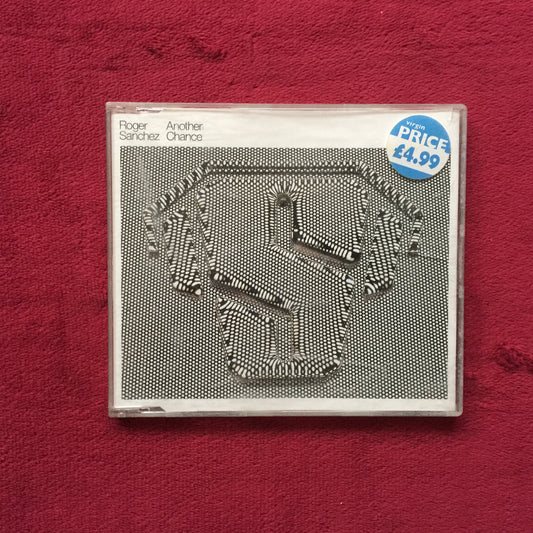 Roger Another
Sanchez Chance
virgin
PRICE
£4.99